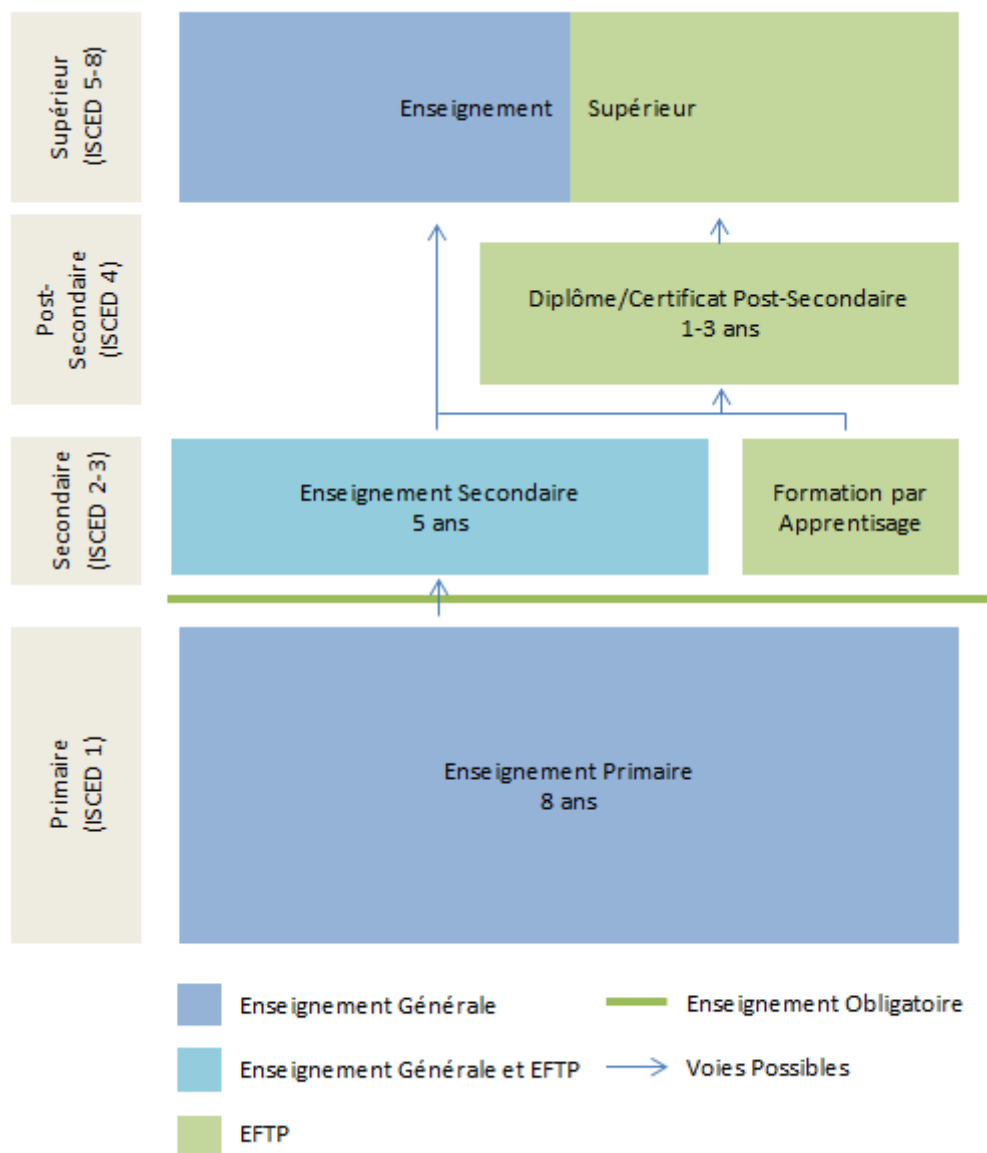 Supérieur
(ISCED 5-8)
Enseignement Supérieur
Post-
Secondaire
(ISCED 4)
Diplôme/Certificat Post-Secondaire
1-3 ans
Secondaire
(ISCED 2-3)
Enseignement Secondaire
5 ans
Formation par
Apprentisage
Primaire
(ISCED 1)
Enseignement Primaire
8 ans
Enseignement Générale
Enseignement Obligatoire
Enseignement Générale et EFTP
Voies Possibles
EFTP